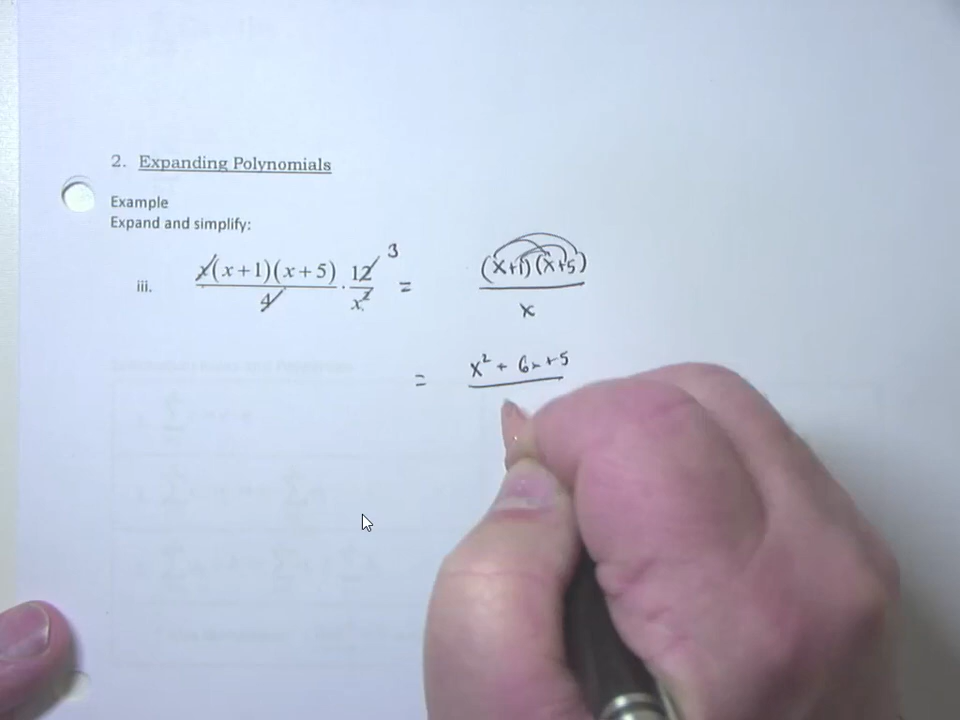 2. Expanding Polynomials
Example
Expand and simplify:
iii. x(x+1)(x+5)/4 · 12/x² 3 = (x+1)(x+5)/x
= x² + 6x+5